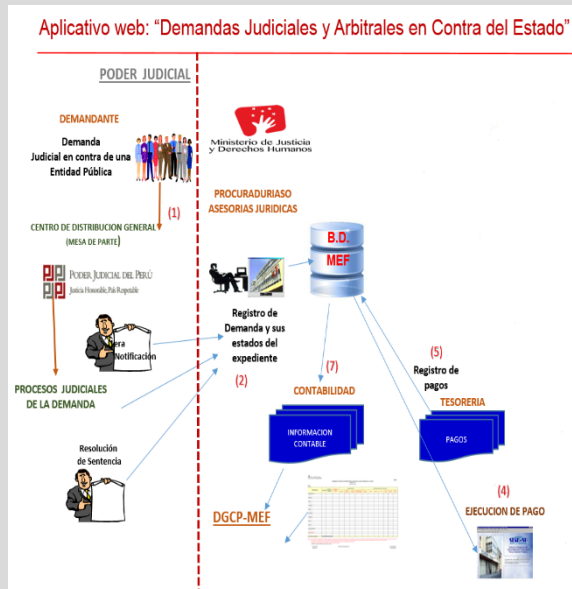 Aplicativo web: “Demandas Judiciales y Arbitrales en Contra del Estado”
PODER JUDICIAL
DEMANDANTE
Demanda
Judicial en contra de una
Entidad Pública
(1)
CENTRO DE DISTRIBUCION GENERAL
(MESA DE PARTE)
PODER JUDICIAL DEL PERÚ
Justicia Honorable, País Respetable
1era
Notificación
PROCESOS JUDICIALES
DE LA DEMANDA
Resolución
de Sentencia
Ministerio de Justicia
y Derechos Humanos
PROCURADURIASO
ASESORIAS JURIDICAS
B.D.
MEF
Registro de
Demanda y sus
estados del
expediente
(2)
(7)
CONTABILIDAD
INFORMACION
CONTABLE
DGCP-MEF
(5)
Registro de
pagos
TESORERIA
PAGOS
(4)
EJECUCION DE PAGO